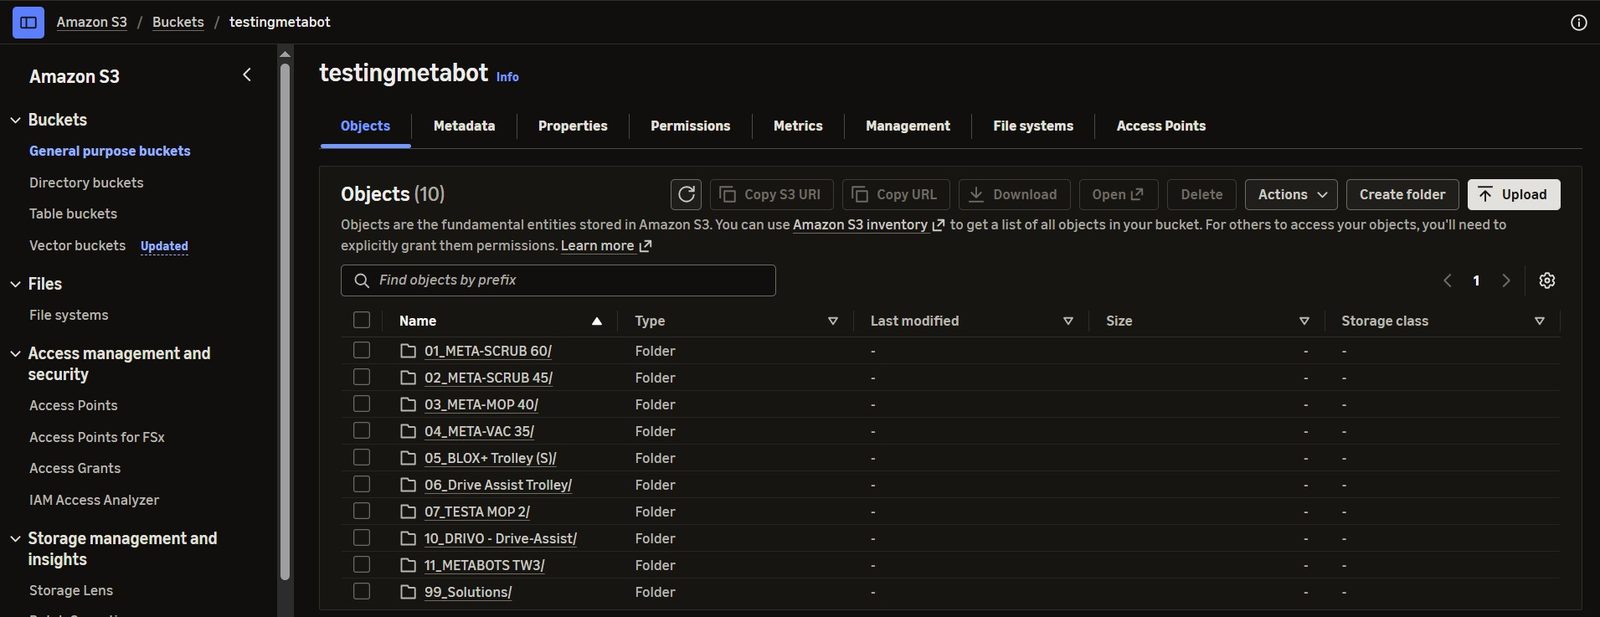 Amazon S3 / Buckets / testingmetabot
Amazon S3
Buckets
General purpose buckets
Directory buckets
Table buckets
Vector buckets Updated
Files
File systems
Access management and
security
Access Points
Access Points for FSx
Access Grants
IAM Access Analyzer
Storage management and
insights
Storage Lens
testingmetabot Info
Objects Metadata Properties Permissions Metrics Management File systems Access Points
Objects (10) Copy S3 URI Copy URL Download Open Delete Actions Create folder Upload
Objects are the fundamental entities stored in Amazon S3. You can use Amazon S3 inventory to get a list of all objects in your bucket. For others to access your objects, you'll need to
explicitly grant them permissions. Learn more
Find objects by prefix 1
Name Type Last modified Size Storage class
01_META-SCRUB 60/ Folder - - -
02_META-SCRUB 45/ Folder - - -
03_META-MOP 40/ Folder - - -
04_META-VAC 35/ Folder - - -
05_BLOX+ Trolley (S)/ Folder - - -
06_Drive Assist Trolley/ Folder - - -
07_TESTA MOP 2/ Folder - - -
10_DRIVO - Drive-Assist/ Folder - - -
11_METABOTS TW3/ Folder - - -
99_Solutions/ Folder - - -